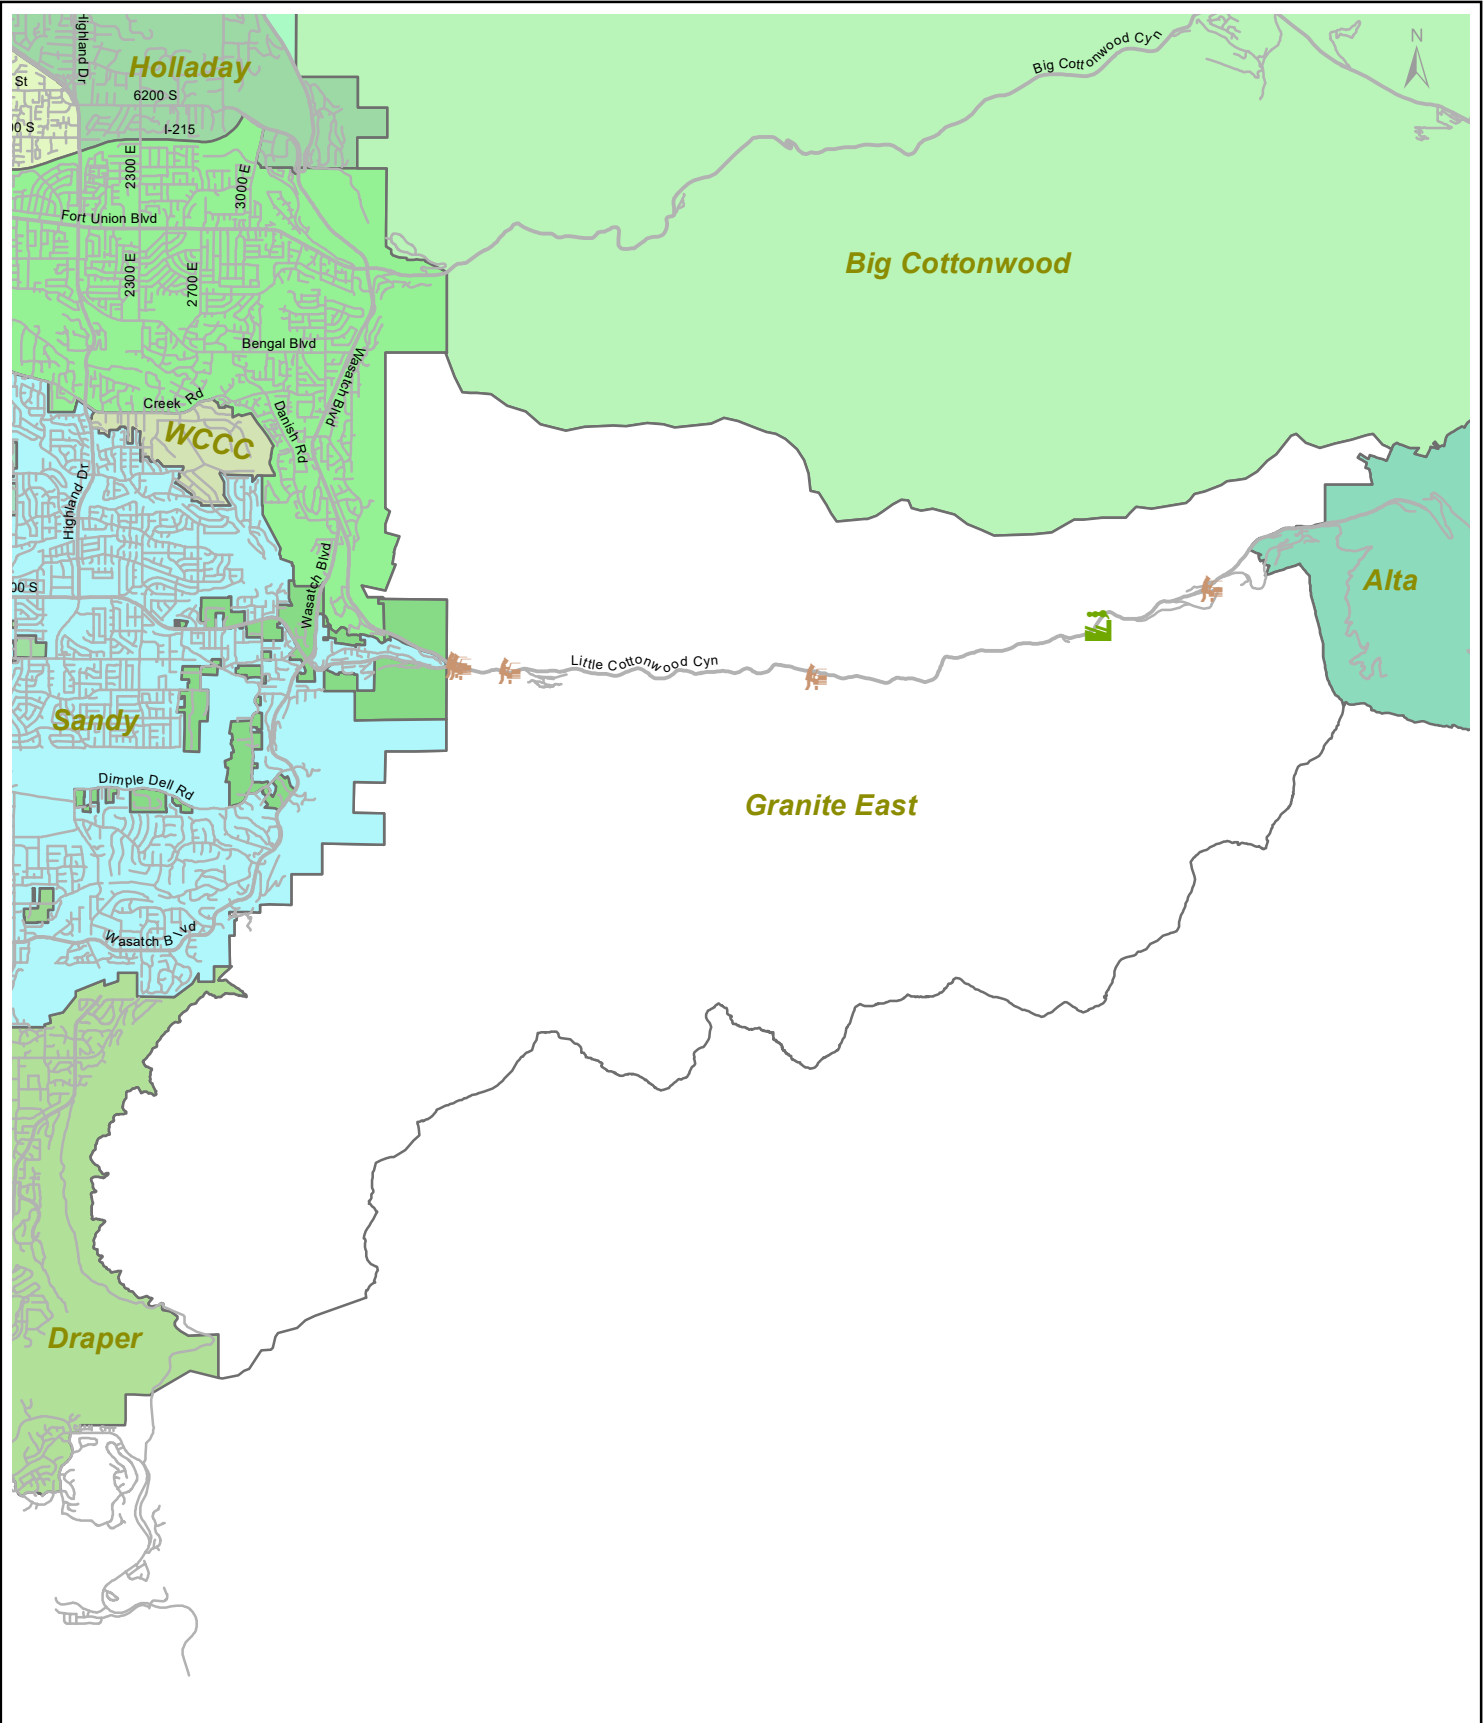 Highland Dr
Holladay
Big Cottonwood Cyn
N
St
6200 S
00 S
I-215
2300 E
3000 E
Fort Union Blvd
2300 E
2700 E
Big Cottonwood
Bengal Blvd
Wasatch Blvd
Creek Rd
Danish Rd
WCCC
Highland Dr
Wasatch Blvd
00 S
Alta
Little Cottonwood Cyn
Sandy
Dimple Dell Rd
Granite East
Wasatch Blvd
Draper